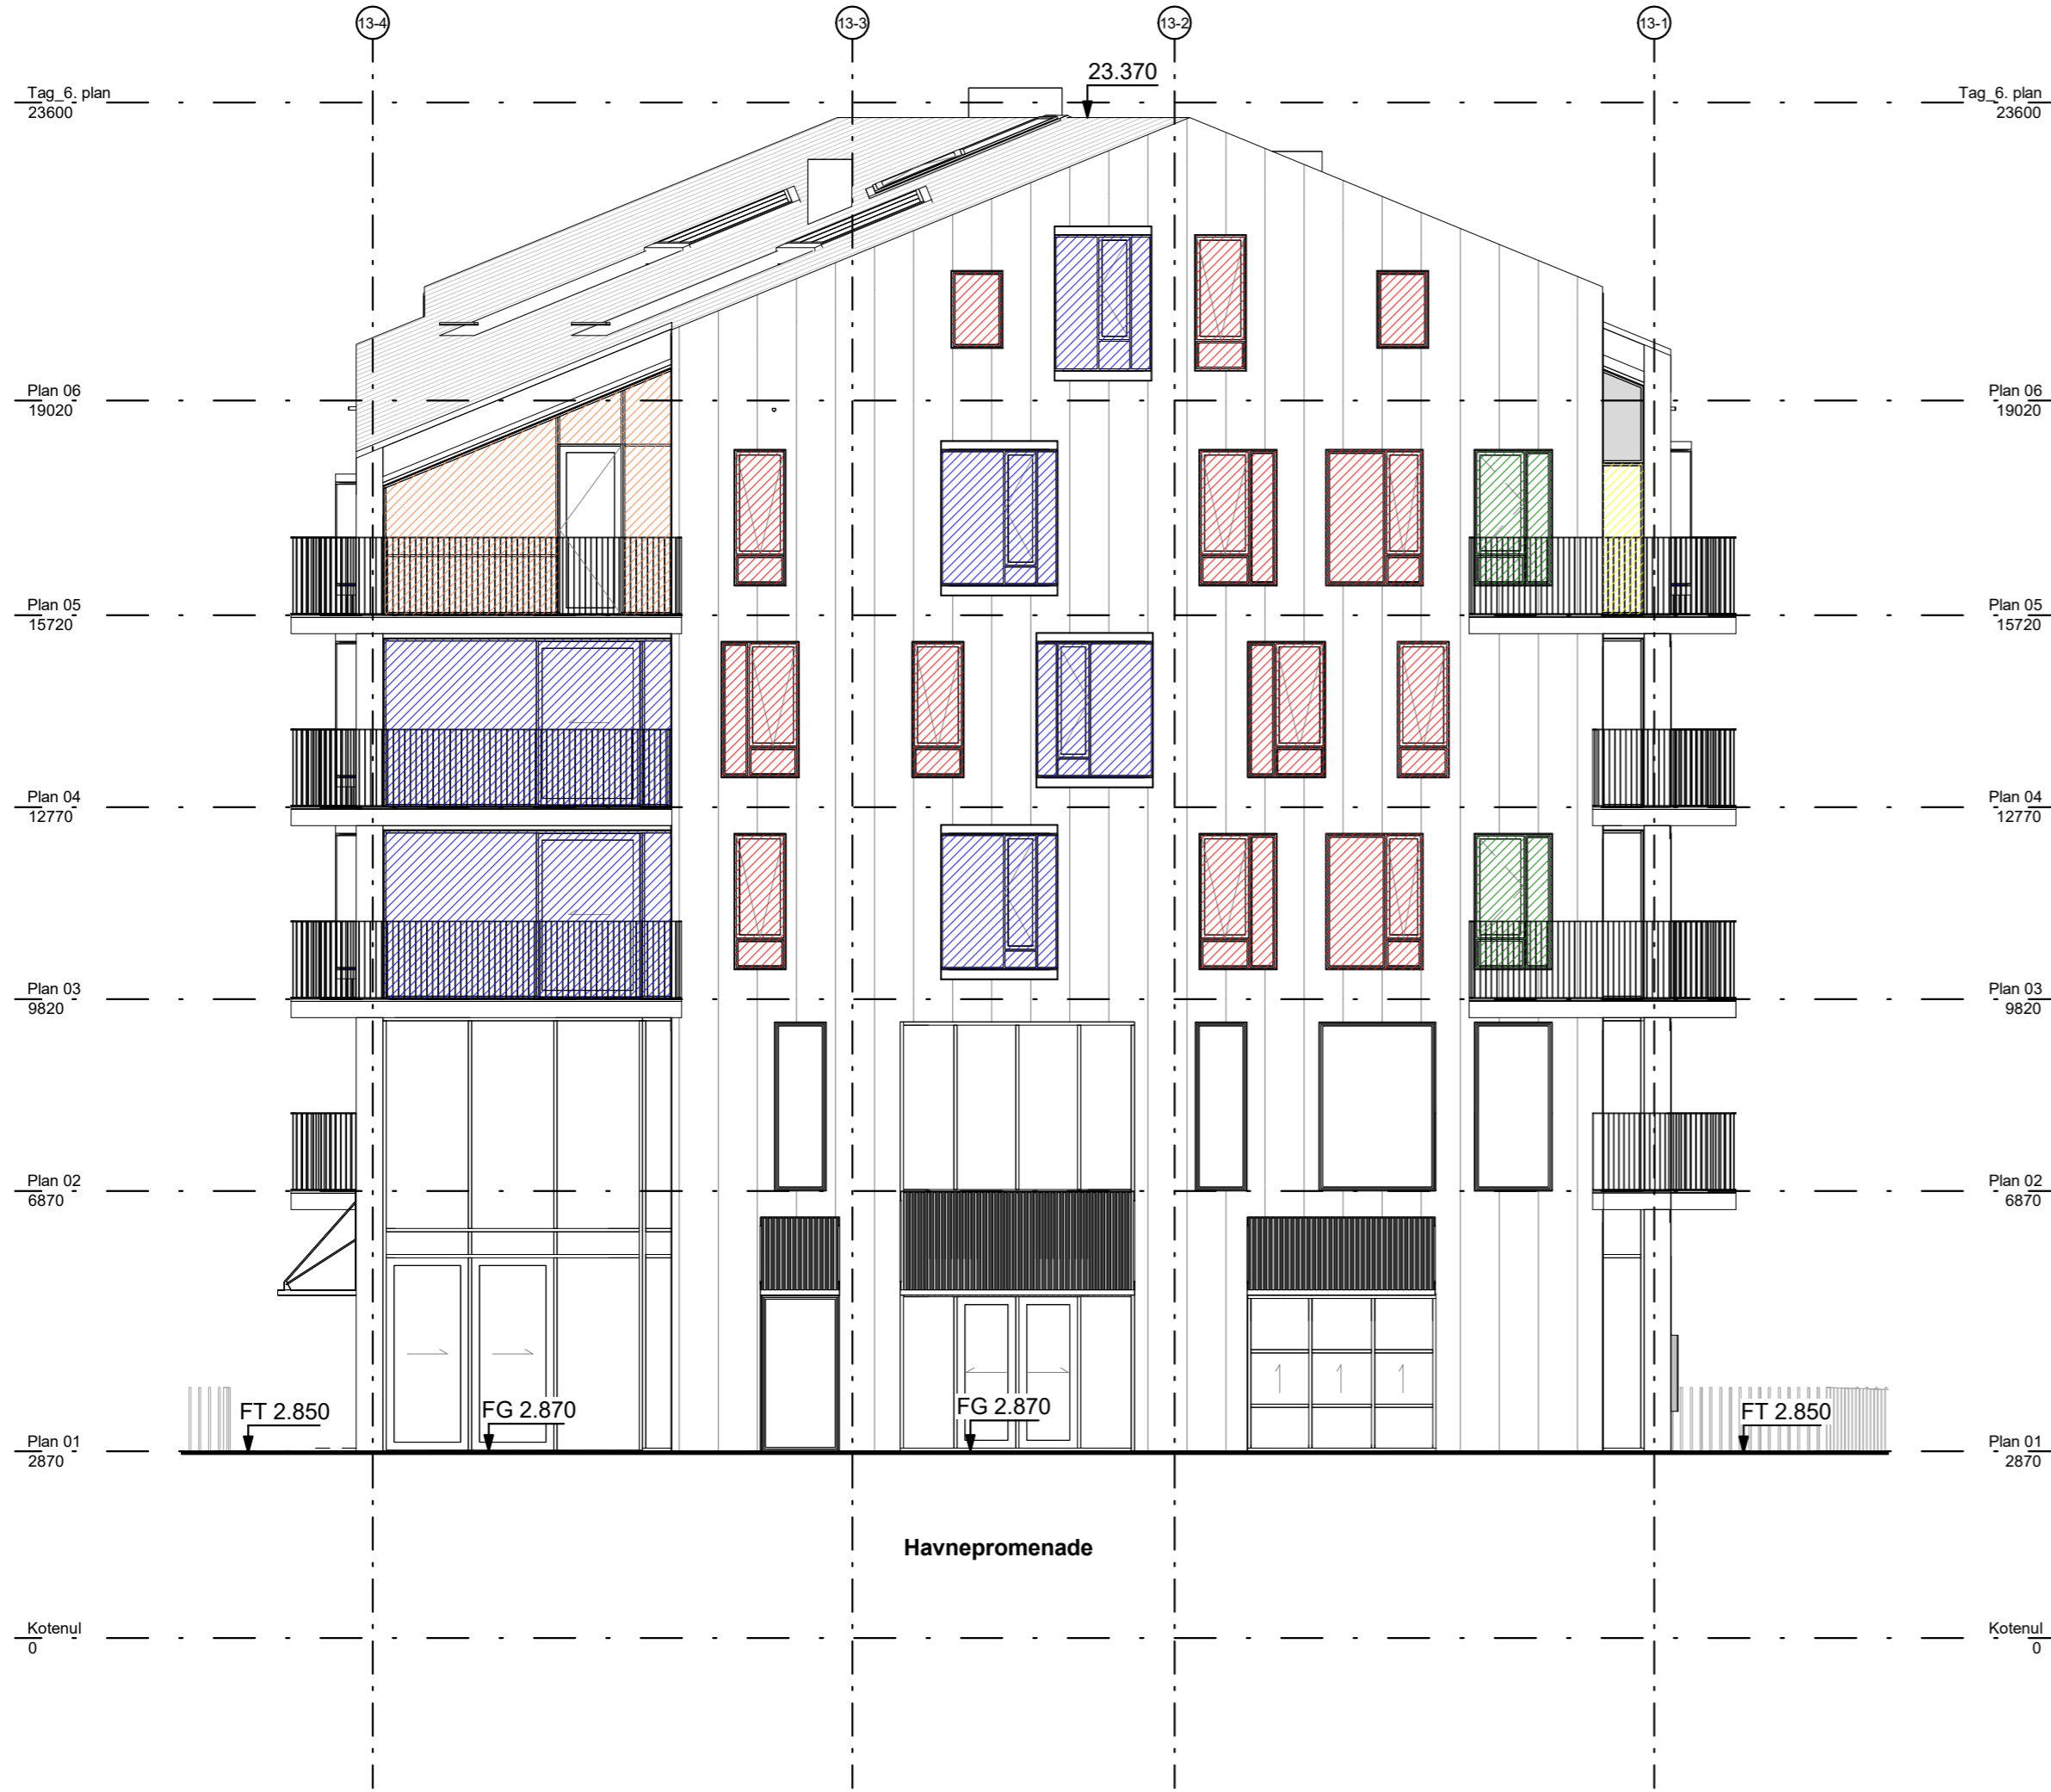 13-4
13-3
13-2
13-1
23.370
Tag_6. plan
23600
Tag_6. plan
23600
Plan 06
19020
Plan 06
19020
Plan 05
15720
Plan 05
15720
Plan 04
12770
Plan 04
12770
Plan 03
9820
Plan 03
9820
Plan 02
6870
Plan 02
6870
FT 2.850
FG 2.870
FG 2.870
FT 2.850
Plan 01
2870
Plan 01
2870
Havnepromenade
Kotenul
0
Kotenul
0